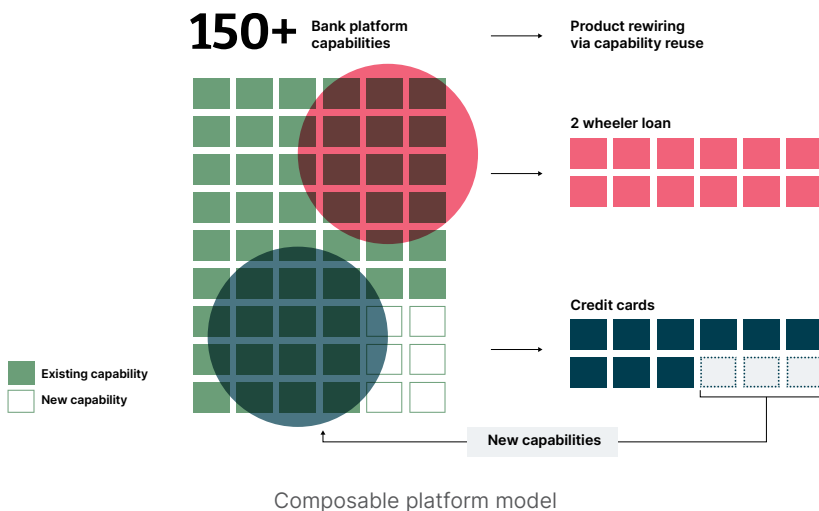 150+
Bank platform
capabilities
Product rewiring
via capability reuse
2 wheeler loan
Credit cards
Existing capability
New capability
New capabilities
Composable platform model